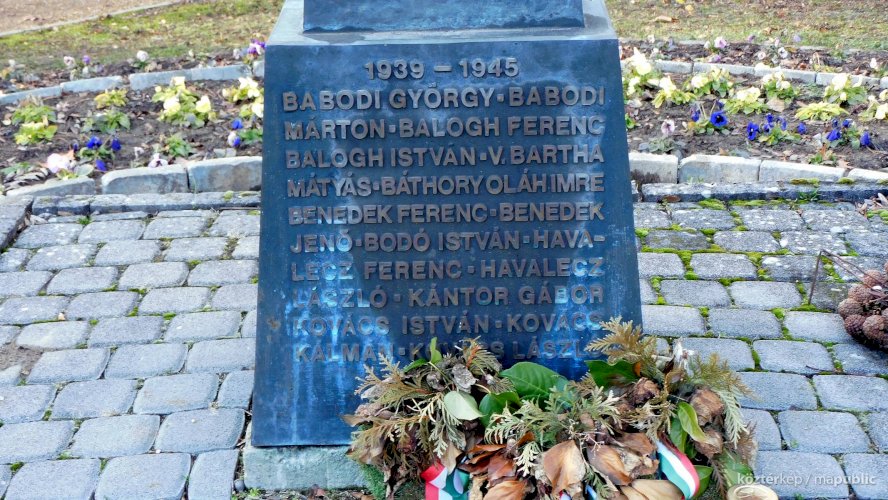 1939 – 1945
BABODI GYÖRGY · BABODI
MÁRTON · BALOGH FERENC
BALOGH ISTVÁN · V. BARTHA
MÁTYÁS · BÁTHORY OLÁH IMRE
BENEDEK FERENC · BENEDEK
JENŐ · BODÓ ISTVÁN · HAVA-
LECZ FERENC · HAVALECZ
LÁSZLÓ · KÁNTOR GÁBOR
KOVÁCS ISTVÁN · KOVÁCS
KÁLMÁN · LÁSZLÓ
köztérkép / mapublic